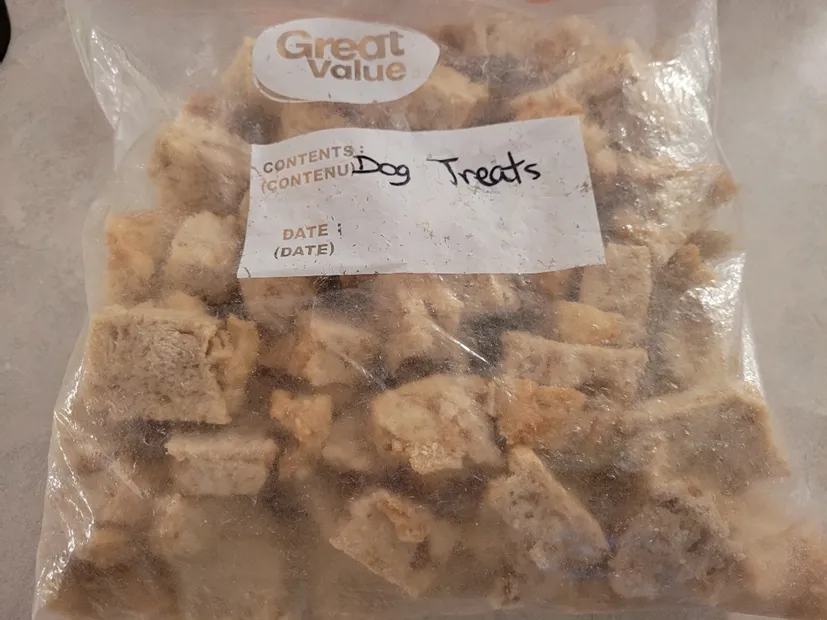 Great
Value
CONTENTS : Dog Treats
(CONTENU)
DATE :
(DATE)